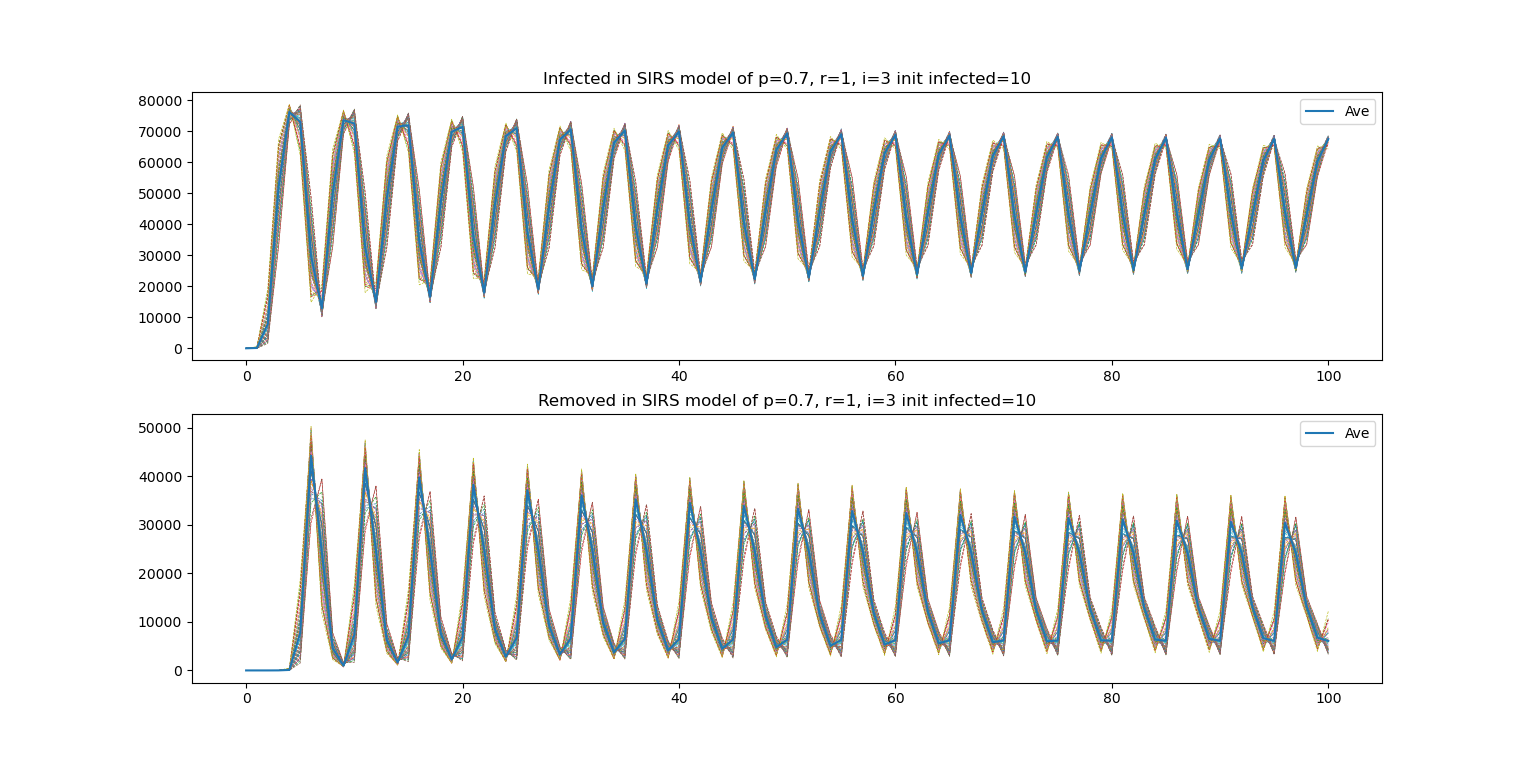 Infected in SIRS model of p=0.7, r=1, i=3 init infected=10
Ave
80000
70000
60000
50000
40000
30000
20000
10000
0
0 20 40 60 80 100
Removed in SIRS model of p=0.7, r=1, i=3 init infected=10
Ave
50000
40000
30000
20000
10000
0
0 20 40 60 80 100